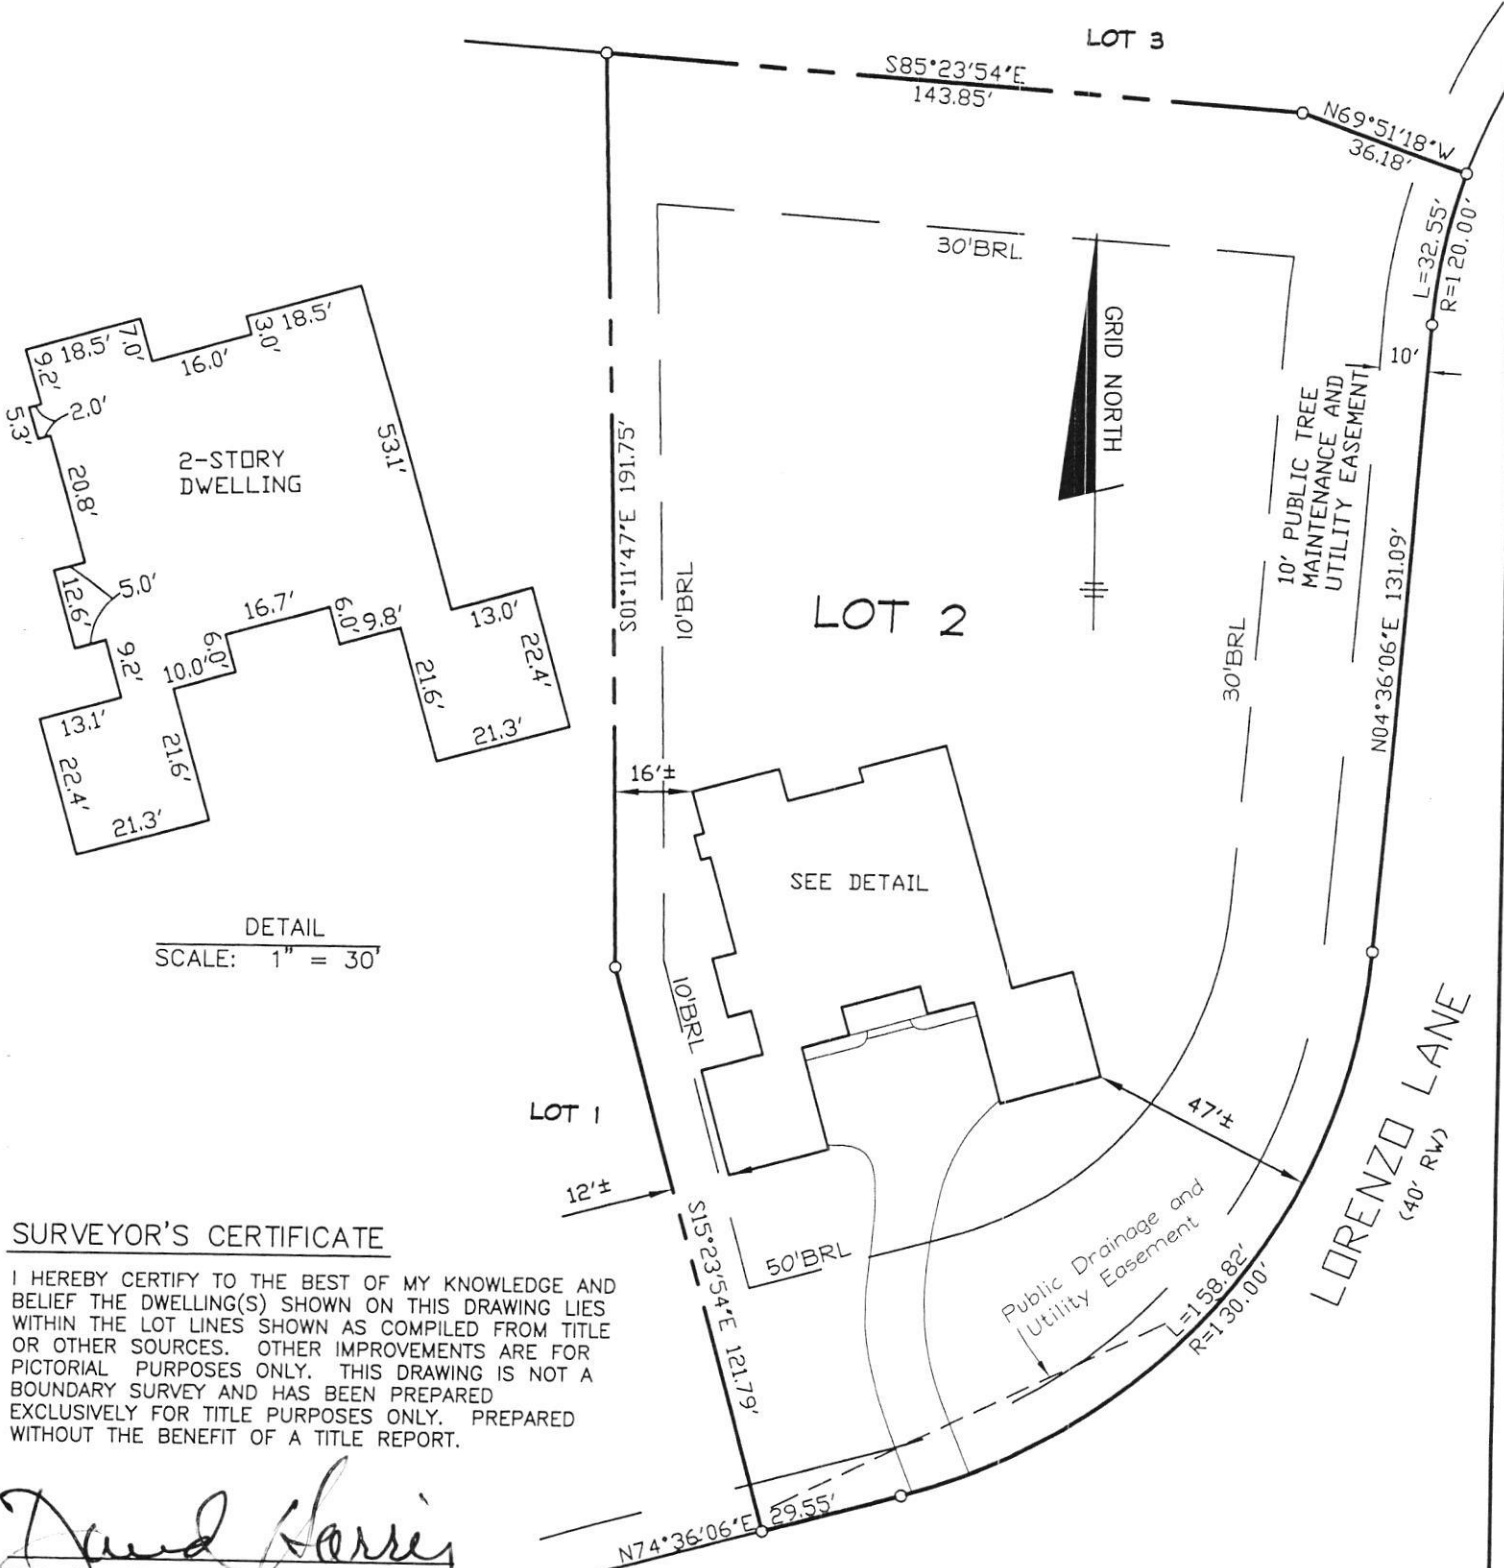 LOT 3
S85°23'54"E
143.85'
N69°51'18"W
36.18'
L=32.55'
R=120.00'
30'BRL
GRID NORTH
10'
10' PUBLIC TREE
MAINTENANCE AND
UTILITY EASEMENT
18.5'
7.0'
16.0'
3.0'
18.5'
9.2'
2.0'
5.3'
53.1'
2-STORY
DWELLING
20.8'
12.6'
5.0'
16.7'
6.0'
9.8'
13.0'
22.4'
9.2'
10.0'
6.0'
21.6'
13.1'
21.6'
21.3'
22.4'
21.3'
DETAIL
SCALE: 1" = 30'
S01°11'47"E 191.75'
10'BRL
LOT 2
30'BRL
N04°36'06"E 131.09'
16'±
SEE DETAIL
10'BRL
LOT 1
12'±
47'±
LORENZO LANE
(40' RW)
S15°23'54"E 121.79'
50'BRL
Public Drainage and
Utility Easement
L=158.82'
R=130.00'
N74°36'06"E 29.55'
SURVEYOR'S CERTIFICATE
I HEREBY CERTIFY TO THE BEST OF MY KNOWLEDGE AND
BELIEF THE DWELLING(S) SHOWN ON THIS DRAWING LIES
WITHIN THE LOT LINES SHOWN AS COMPILED FROM TITLE
OR OTHER SOURCES. OTHER IMPROVEMENTS ARE FOR
PICTORIAL PURPOSES ONLY. THIS DRAWING IS NOT A
BOUNDARY SURVEY AND HAS BEEN PREPARED
EXCLUSIVELY FOR TITLE PURPOSES ONLY. PREPARED
WITHOUT THE BENEFIT OF A TITLE REPORT.
David Harris